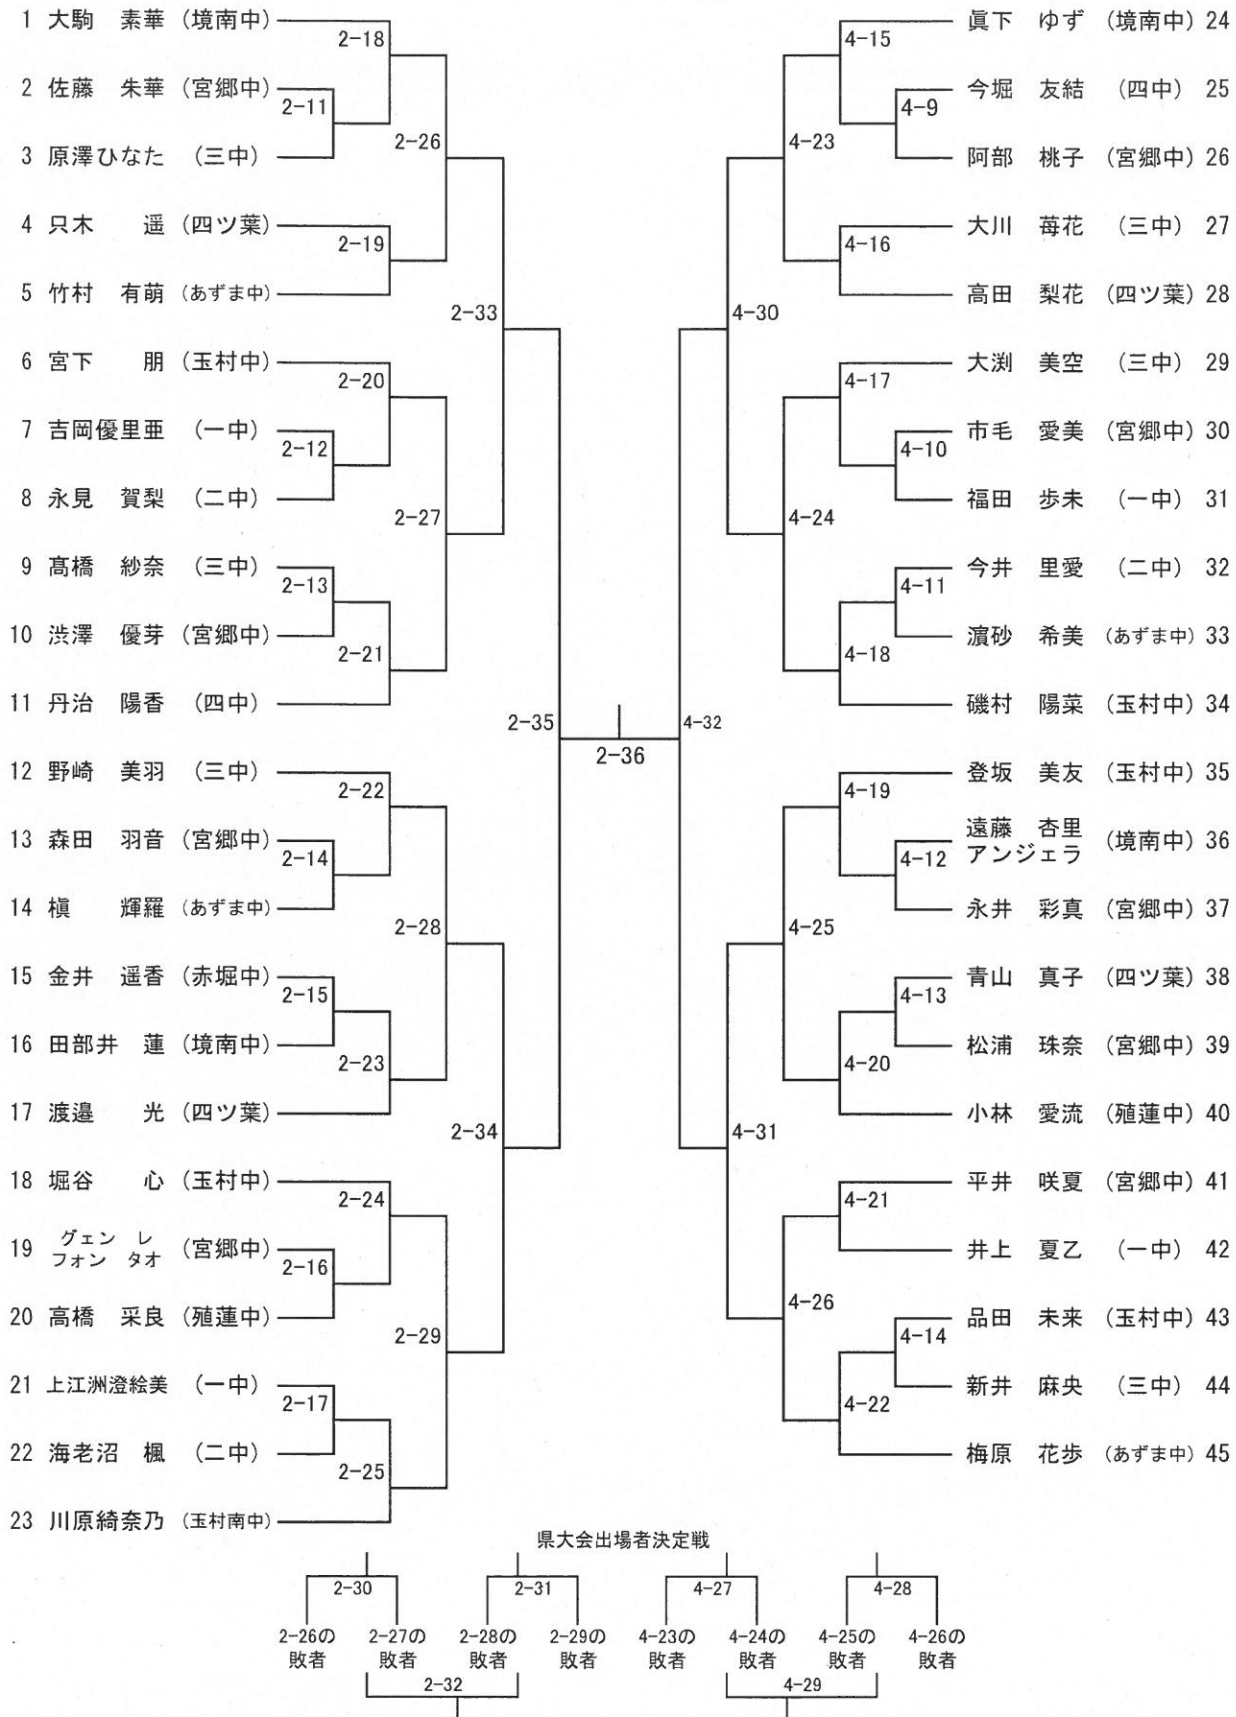 1 大駒 素華 (境南中)
2 佐藤 朱華 (宮郷中)
3 原澤ひなた (三中)
4 只木 遥 (四ツ葉)
5 竹村 有萌 (あずま中)
6 宮下 朋 (玉村中)
7 吉岡優里亜 (一中)
8 永見 賀梨 (二中)
9 髙橋 紗奈 (三中)
10 渋澤 優芽 (宮郷中)
11 丹治 陽香 (四中)
12 野崎 美羽 (三中)
13 森田 羽音 (宮郷中)
14 槇 輝羅 (あずま中)
15 金井 遥香 (赤堀中)
16 田部井 蓮 (境南中)
17 渡邉 光 (四ツ葉)
18 堀谷 心 (玉村中)
19 グェン レ
フォン タオ (宮郷中)
20 高橋 采良 (殖蓮中)
21 上江洲澄絵美 (一中)
22 海老沼 楓 (二中)
23 川原綺奈乃 (玉村南中)
2-18
2-11
2-26
2-19
2-33
2-20
2-12
2-27
2-13
2-21
2-35
2-22
2-14
2-28
2-15
2-23
2-34
2-24
2-16
2-29
2-17
2-25
2-36
4-32
4-15
4-9
4-23
4-16
4-30
4-17
4-10
4-24
4-11
4-18
4-19
4-12
4-25
4-13
4-20
4-31
4-21
4-26
4-14
4-22
眞下 ゆず (境南中) 24
今堀 友結 (四中) 25
阿部 桃子 (宮郷中) 26
大川 苺花 (三中) 27
高田 梨花 (四ツ葉) 28
大渕 美空 (三中) 29
市毛 愛美 (宮郷中) 30
福田 歩未 (一中) 31
今井 里愛 (二中) 32
濵砂 希美 (あずま中) 33
磯村 陽菜 (玉村中) 34
登坂 美友 (玉村中) 35
遠藤 杏里
アンジェラ (境南中) 36
永井 彩真 (宮郷中) 37
青山 真子 (四ツ葉) 38
松浦 珠奈 (宮郷中) 39
小林 愛流 (殖蓮中) 40
平井 咲夏 (宮郷中) 41
井上 夏乙 (一中) 42
品田 未来 (玉村中) 43
新井 麻央 (三中) 44
梅原 花歩 (あずま中) 45
県大会出場者決定戦
2-30 2-31 4-27 4-28
2-26の 2-27の 2-28の 2-29の 4-23の 4-24の 4-25の 4-26の
敗者 敗者 敗者 敗者 敗者 敗者 敗者 敗者
2-32 4-29